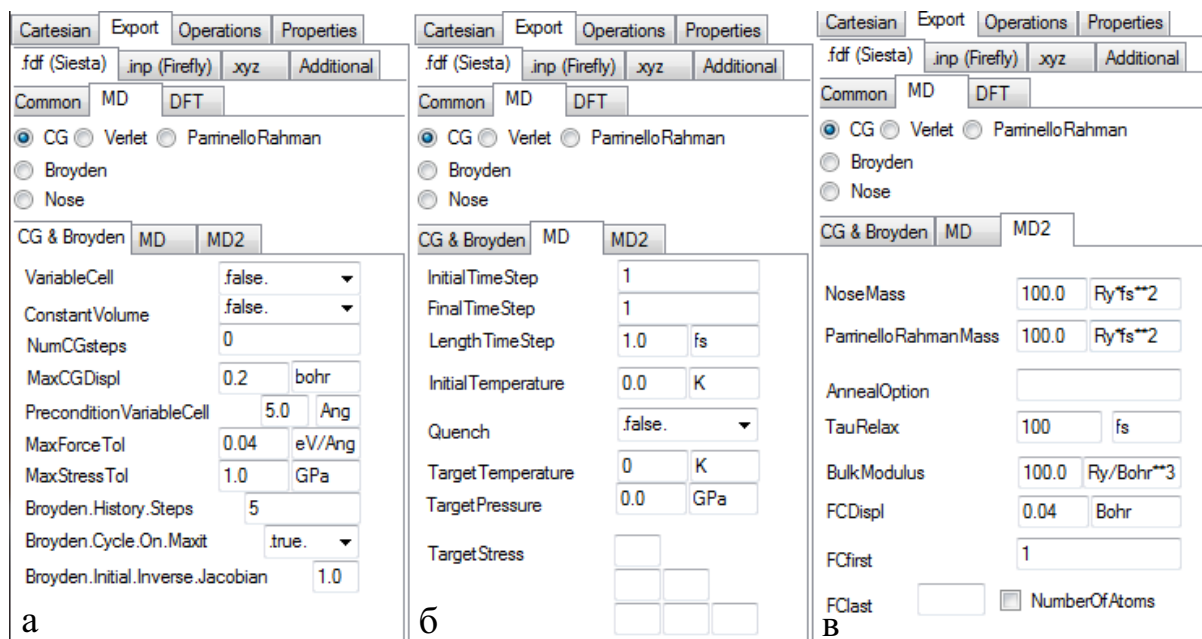 Cartesian Export Operations Properties
.fdf (Siesta) .inp (Firefly) .xyz Additional
Common MD DFT
CG Verlet ParrinelloRahman
Broyden
Nose
CG & Broyden MD MD2
VariableCell .false.
ConstantVolume .false.
NumCGsteps 0
MaxCGDispl 0.2 bohr
PreconditionVariableCell 5.0 Ang
MaxForceTol 0.04 eV/Ang
MaxStressTol 1.0 GPa
Broyden.History.Steps 5
Broyden.Cycle.On.Maxit .true.
Broyden.Initial.Inverse.Jacobian 1.0
а
Cartesian Export Operations Properties
.fdf (Siesta) .inp (Firefly) .xyz Additional
Common MD DFT
CG Verlet ParrinelloRahman
Broyden
Nose
CG & Broyden MD MD2
InitialTimeStep 1
FinalTimeStep 1
LengthTimeStep 1.0 fs
InitialTemperature 0.0 K
Quench .false.
TargetTemperature 0 K
TargetPressure 0.0 GPa
TargetStress
б
Cartesian Export Operations Properties
.fdf (Siesta) .inp (Firefly) .xyz Additional
Common MD DFT
CG Verlet ParrinelloRahman
Broyden
Nose
CG & Broyden MD MD2
NoseMass 100.0 Ry*fs**2
ParrinelloRahmanMass 100.0 Ry*fs**2
AnnealOption
TauRelax 100 fs
BulkModulus 100.0 Ry/Bohr**3
FCDispl 0.04 Bohr
FCfirst 1
FClast NumberOfAtoms
в